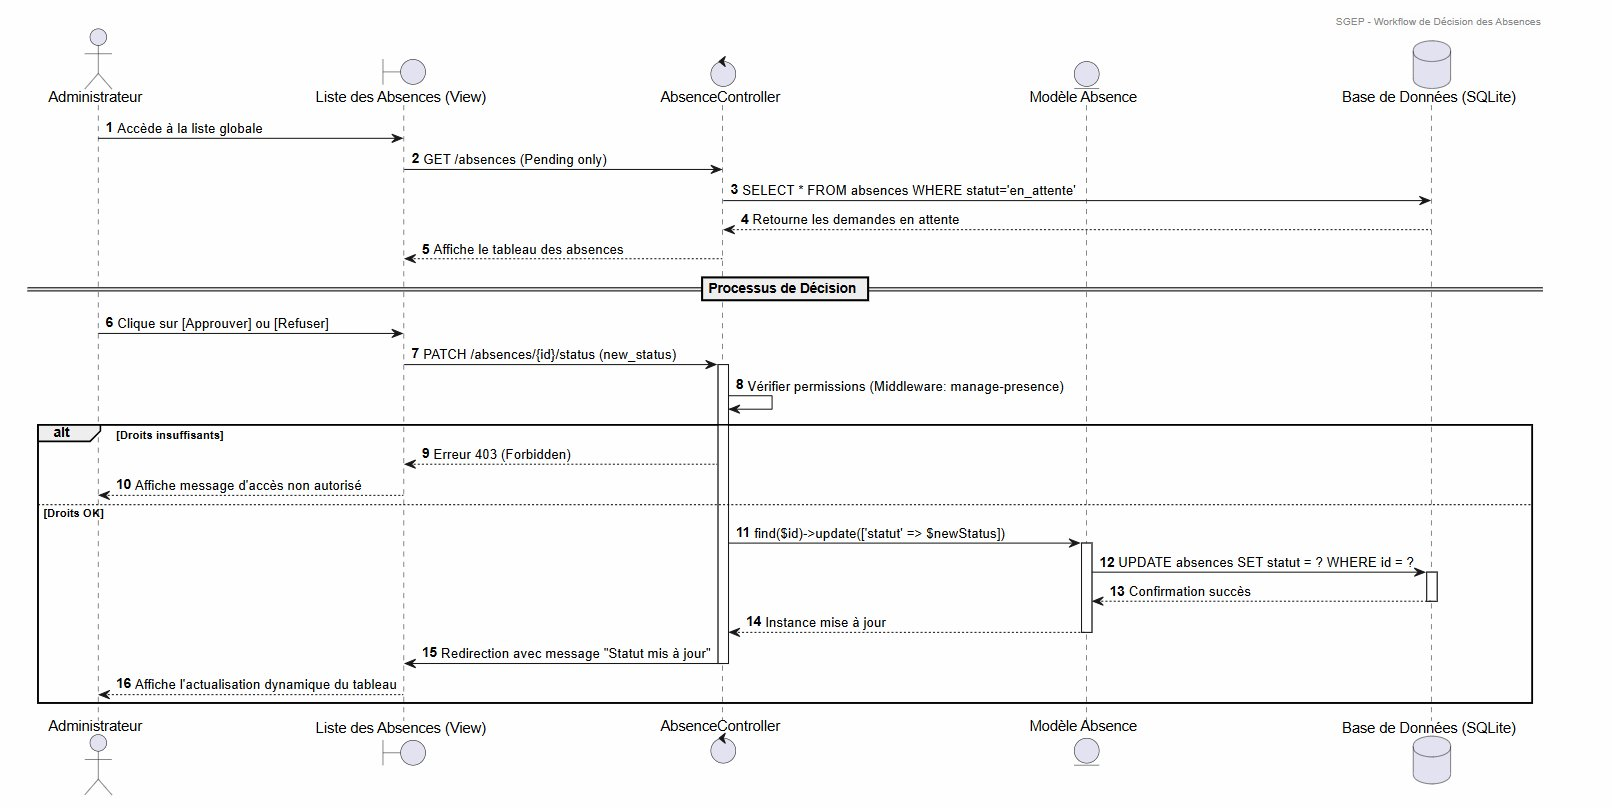 SGEP - Workflow de Décision des Absences
Administrateur
Liste des Absences (View)
AbsenceController
Modèle Absence
Base de Données (SQLite)
1 Accède à la liste globale
2 GET /absences (Pending only)
3 SELECT * FROM absences WHERE statut='en_attente'
4 Retourne les demandes en attente
5 Affiche le tableau des absences
Processus de Décision
6 Clique sur [Approuver] ou [Refuser]
7 PATCH /absences/{id}/status (new_status)
8 Vérifier permissions (Middleware: manage-presence)
alt
[Droits insuffisants]
9 Erreur 403 (Forbidden)
10 Affiche message d'accès non autorisé
[Droits OK]
11 find($id)->update(['statut' => $newStatus])
12 UPDATE absences SET statut = ? WHERE id = ?
13 Confirmation succès
14 Instance mise à jour
15 Redirection avec message "Statut mis à jour"
16 Affiche l'actualisation dynamique du tableau
Administrateur
Liste des Absences (View)
AbsenceController
Modèle Absence
Base de Données (SQLite)